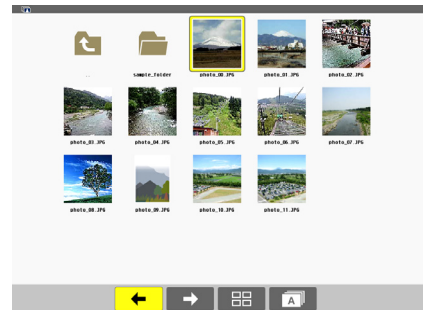 ..
sample_folder
photo_00.JPG
photo_01.JPG
photo_02.JPG
photo_03.JPG
photo_04.JPG
photo_05.JPG
photo_06.JPG
photo_07.JPG
photo_08.JPG
photo_09.JPG
photo_10.JPG
photo_11.JPG
A